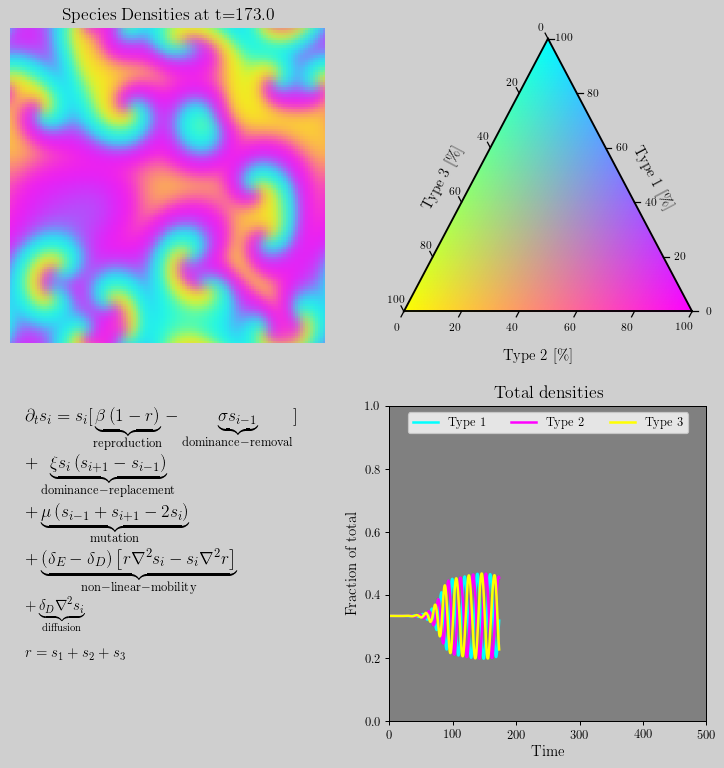 Species Densities at t=173.0
0
100
20
80
40
60
Type 3 [%]
Type 1 [%]
60
40
80
20
100
0
0
20
40
60
80
100
Type 2 [%]
∂ₜsᵢ = sᵢ[ β (1 − r) − σsᵢ₋₁ ]
reproduction
dominance−removal
+ ξsᵢ (sᵢ₊₁ − sᵢ₋₁)
dominance−replacement
+ μ (sᵢ₋₁ + sᵢ₊₁ − 2sᵢ)
mutation
+ (δ_E − δ_D) [r∇²sᵢ − sᵢ∇²r]
non−linear−mobility
+ δ_D∇²sᵢ
diffusion
r = s₁ + s₂ + s₃
Total densities
Type 1
Type 2
Type 3
1.0
0.8
0.6
0.4
0.2
0.0
Fraction of total
0
100
200
300
400
500
Time